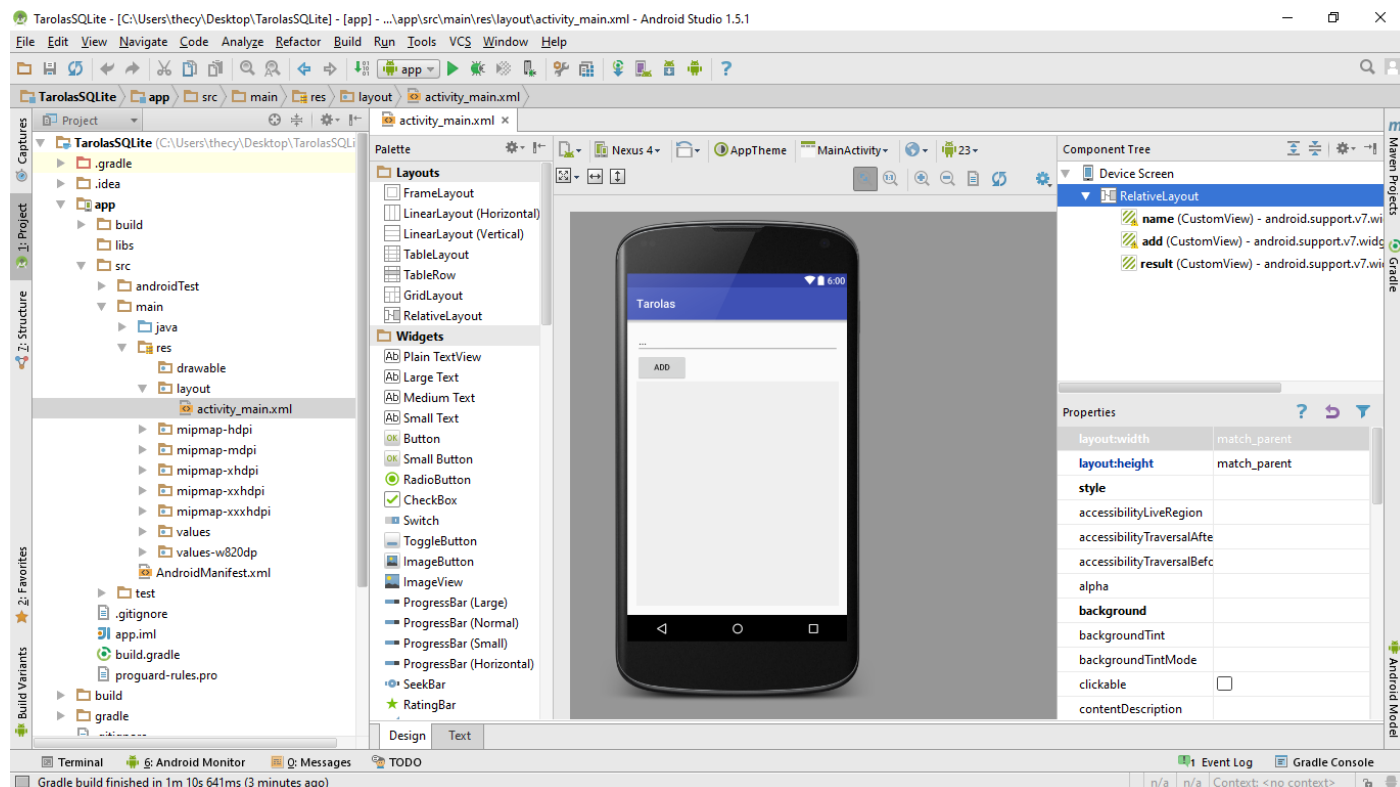 TarolasSQLite - [C:\Users\thecy\Desktop\TarolasSQLite] - [app] - ...\app\src\main\res\layout\activity_main.xml - Android Studio 1.5.1
File Edit View Navigate Code Analyze Refactor Build Run Tools VCS Window Help
app
TarolasSQLite app src main res layout activity_main.xml
Captures
1: Project
7: Structure
2: Favorites
Build Variants
Project
TarolasSQLite (C:\Users\thecy\Desktop\TarolasSQLi
.gradle
.idea
app
build
libs
src
androidTest
main
java
res
drawable
layout
activity_main.xml
mipmap-hdpi
mipmap-mdpi
mipmap-xhdpi
mipmap-xxhdpi
mipmap-xxxhdpi
values
values-w820dp
AndroidManifest.xml
test
.gitignore
app.iml
build.gradle
proguard-rules.pro
build
gradle
activity_main.xml
Palette
Layouts
FrameLayout
LinearLayout (Horizontal)
LinearLayout (Vertical)
TableLayout
TableRow
GridLayout
RelativeLayout
Widgets
Plain TextView
Large Text
Medium Text
Small Text
Button
Small Button
RadioButton
CheckBox
Switch
ToggleButton
ImageButton
ImageView
ProgressBar (Large)
ProgressBar (Normal)
ProgressBar (Small)
ProgressBar (Horizontal)
SeekBar
RatingBar
Nexus 4 AppTheme MainActivity 23
6:00
Tarolas
...
ADD
Design Text
Component Tree
Device Screen
RelativeLayout
name (CustomView) - android.support.v7.wi
add (CustomView) - android.support.v7.widg
result (CustomView) - android.support.v7.wi
Properties
layout:width match_parent
layout:height match_parent
style
accessibilityLiveRegion
accessibilityTraversalAfte
accessibilityTraversalBefo
alpha
background
backgroundTint
backgroundTintMode
clickable
contentDescription
Maven Projects
Gradle
Android Model
Terminal 6: Android Monitor 0: Messages TODO 1 Event Log Gradle Console
Gradle build finished in 1m 10s 641ms (3 minutes ago) n/a n/a Context: <no context>